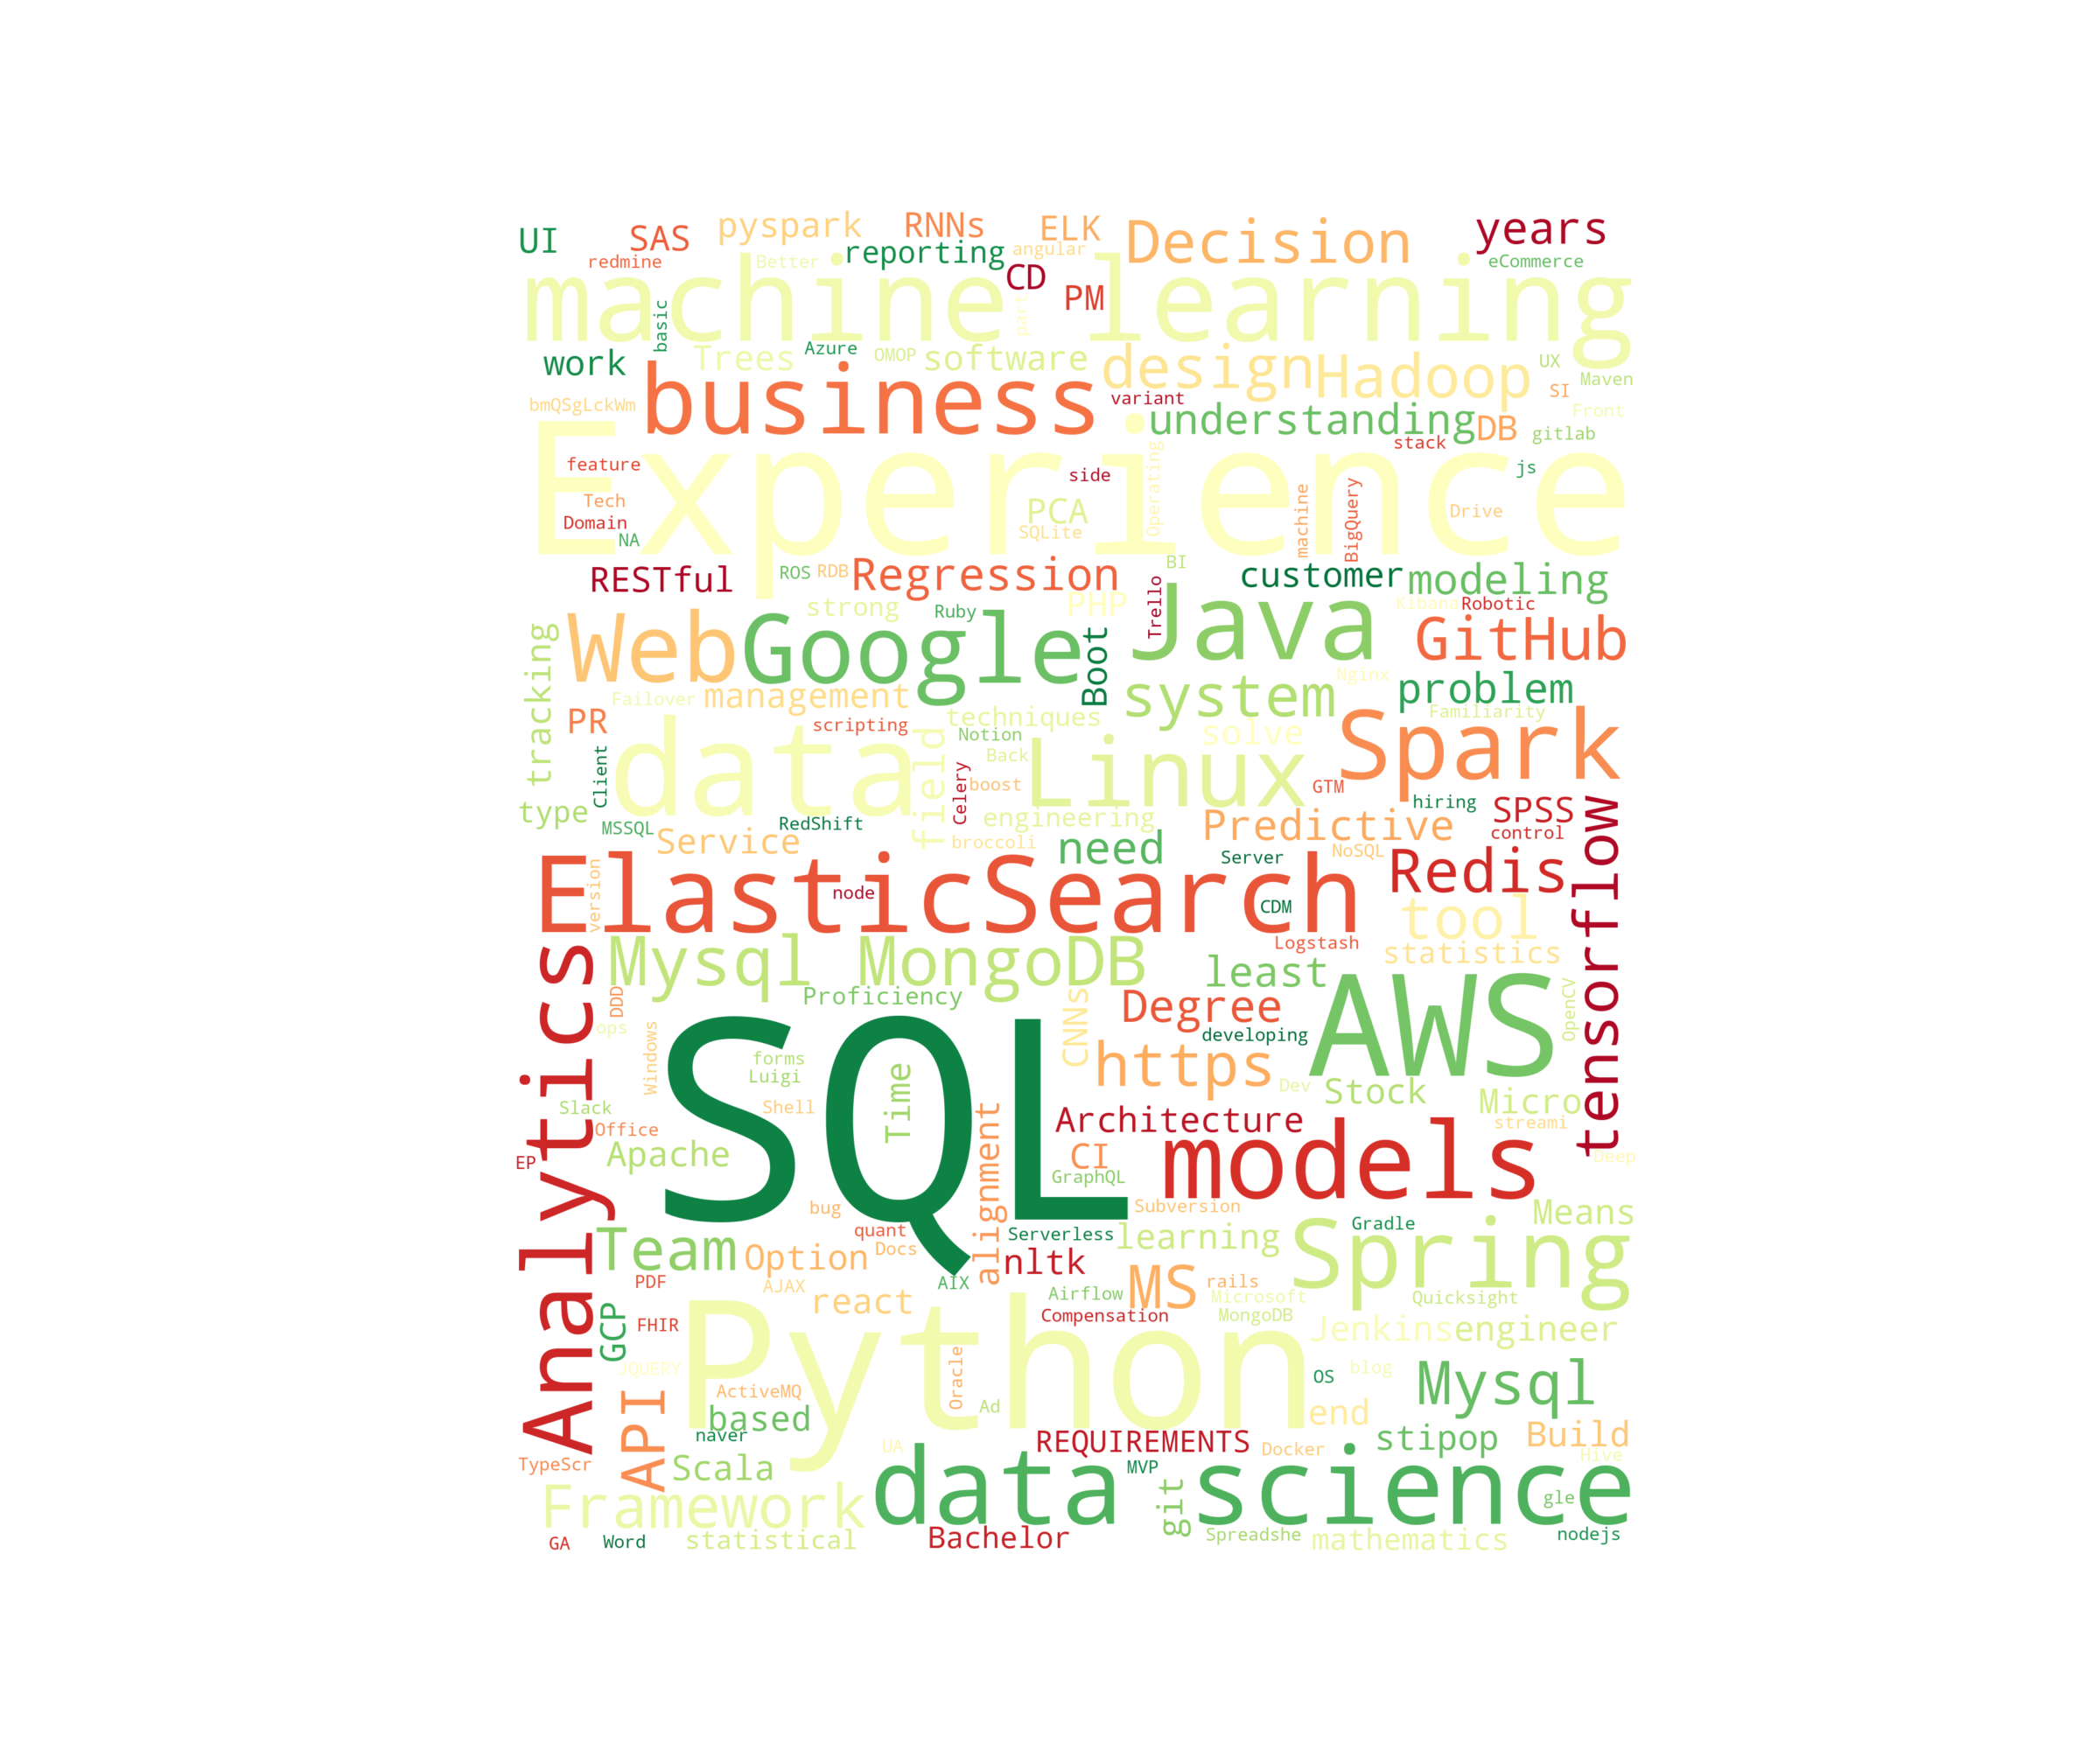 UI SAS pyspark RNNs ELK Decision years
redmine Better reporting angular CD eCommerce
machine learning
basic part PM
work Trees Azure OMOP software design Hadoop UX Maven
business variant SI
bmQSgLckWm understanding DB Front
stack gitlab
Experience
feature side Operating js
Tech PCA machine BigQuery Drive
Domain SQLite
NA
RESTful ROS RDB Regression BI customer modeling
strong Ruby PHP Trello Kibana Robotic
tracking Web Google Boot Java GitHub
Failover management system Nginx problem
PR scripting techniques Familiarity
Client data field Notion solve Spark
Back Linux
Celery boost GTM hiring SPSS
type MSSQL RedShift engineering Predictive control
Service broccoli need Server NoSQL
version ElasticSearch Redis tensorflow
node CDM tool
Analytics Mysql MongoDB Logstash statistics
least
DDD Proficiency CNNs Degree AWS OpenCV
ops Windows developing
forms https
Luigi Time Dev Stock Micro
Slack Shell SQL alignment Architecture streami
Office
EP Apache CI models Deep
GraphQL
bug Subversion Means
quant Serverless learning Gradle Spring
Team Option Docs nltk
PDF AJAX AIX MS rails
GCP react Airflow Microsoft Quicksight
FHIR Compensation MongoDB Jenkins engineer
JQUERY Python Oracle blog
API ActiveMQ OS Mysql
based Ad end
naver UA REQUIREMENTS Docker stipop Build
TypeScr Scala MVP Hive
Framework data science gle
git
GA Word statistical Bachelor Spreadshe mathematics nodejs